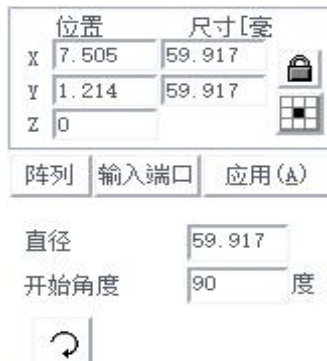 位置 尺寸[毫
X 7.505 59.917
Y 1.214 59.917
Z 0
阵列 输入端口 应用(A)
直径 59.917
开始角度 90 度